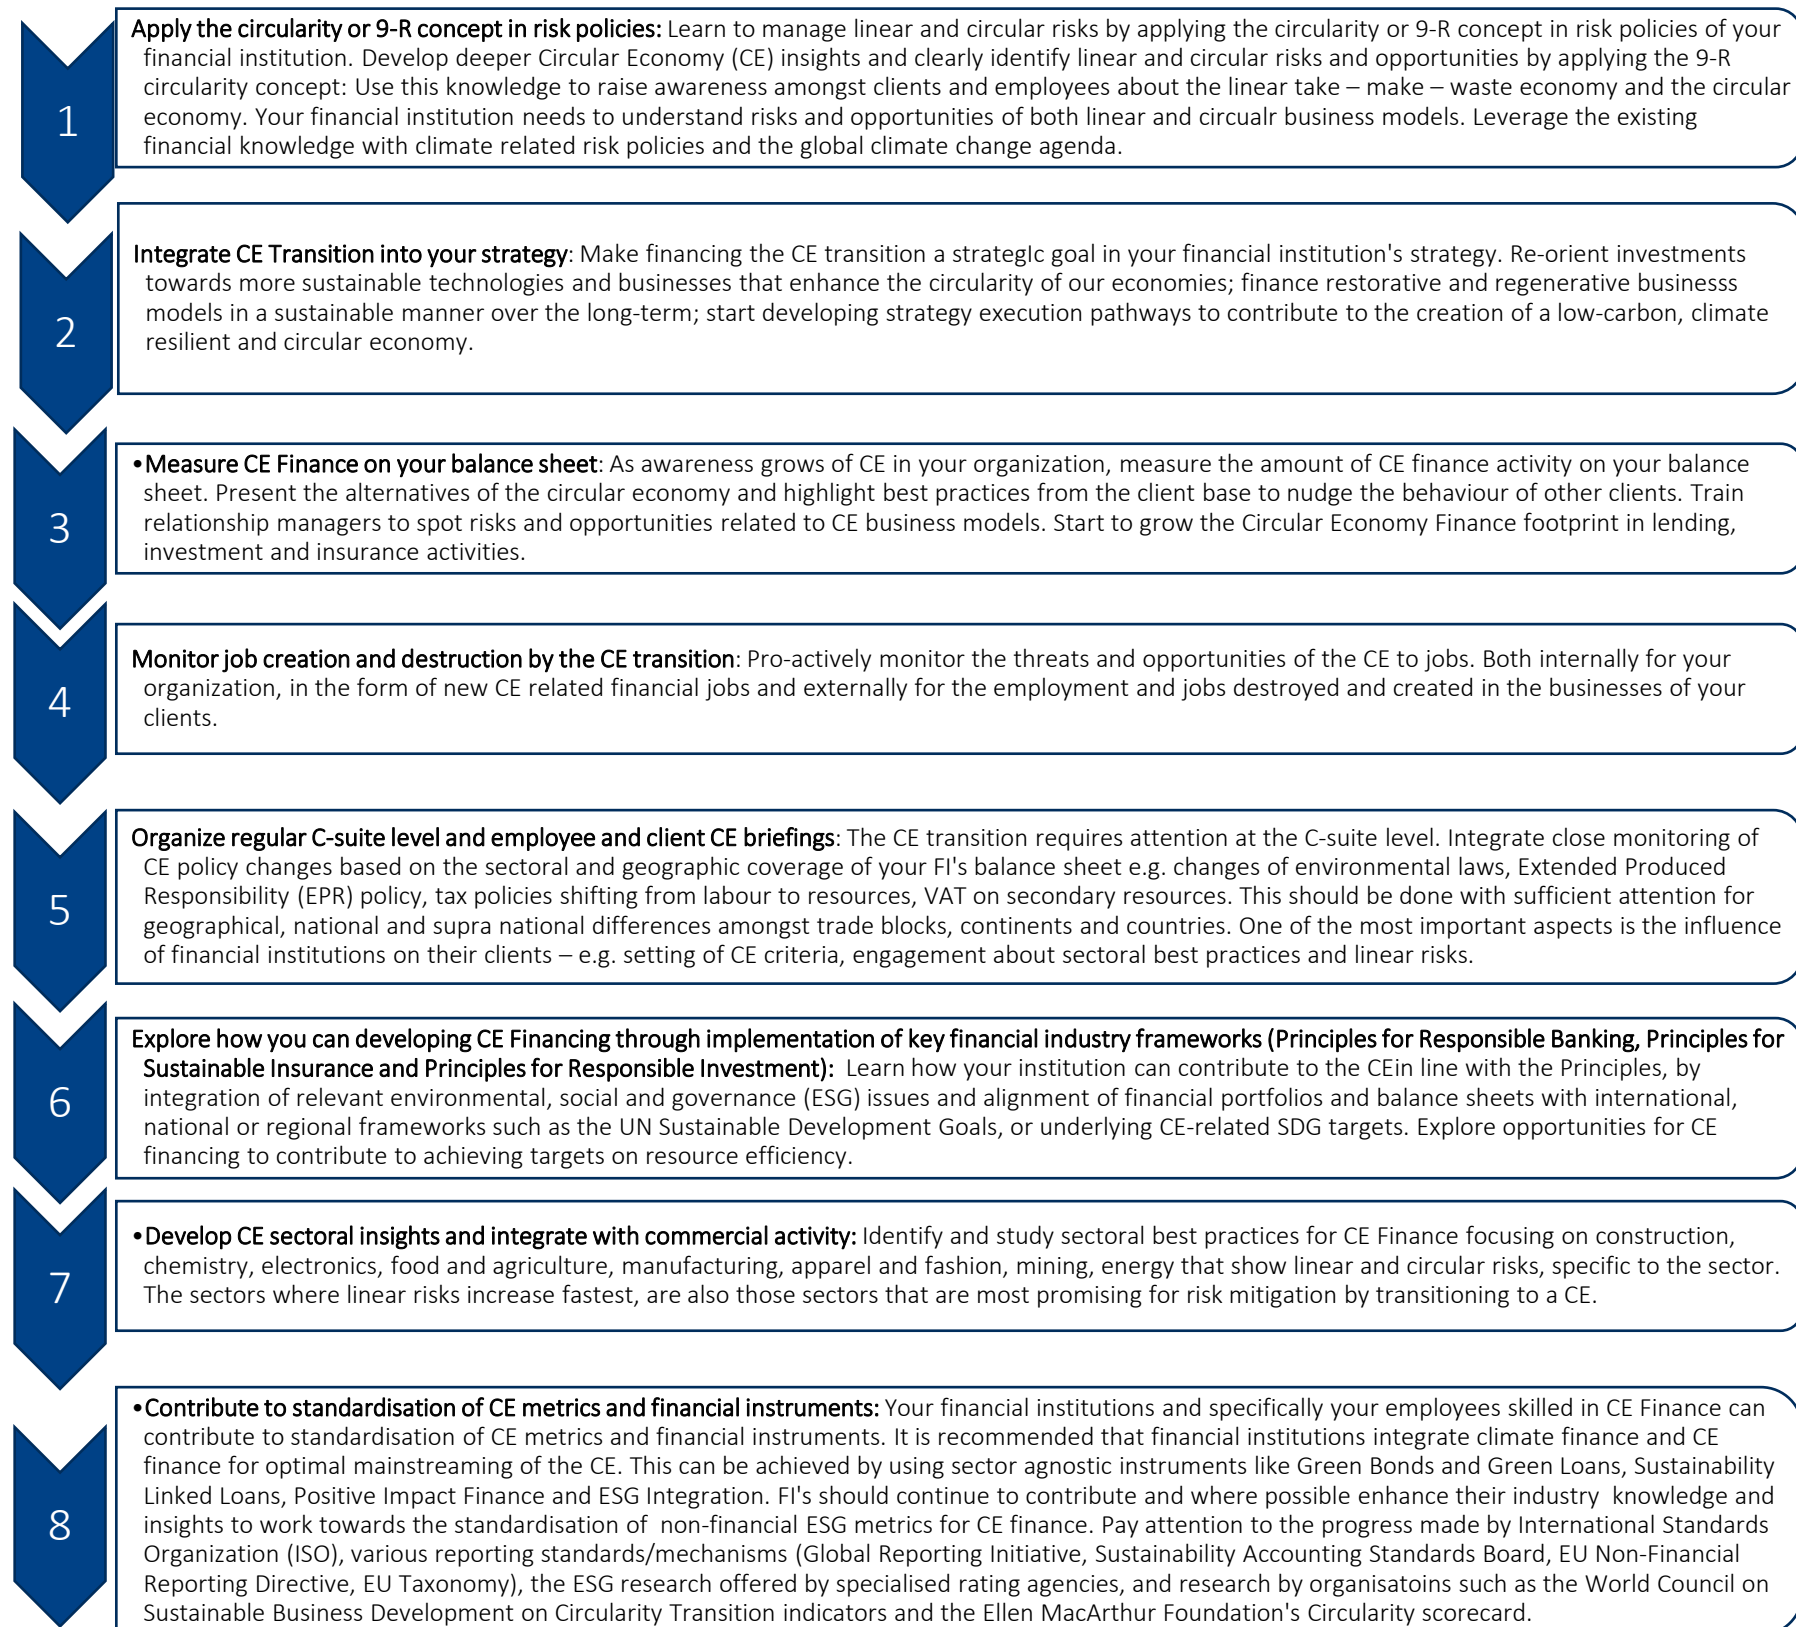 1
Apply the circularity or 9-R concept in risk policies: Learn to manage linear and circular risks by applying the circularity or 9-R concept in risk policies of your
financial institution. Develop deeper Circular Economy (CE) insights and clearly identify linear and circular risks and opportunities by applying the 9-R
circularity concept: Use this knowledge to raise awareness amongst clients and employees about the linear take – make – waste economy and the circular
economy. Your financial institution needs to understand risks and opportunities of both linear and circualr business models. Leverage the existing
financial knowledge with climate related risk policies and the global climate change agenda.
2
Integrate CE Transition into your strategy: Make financing the CE transition a strategIc goal in your financial institution's strategy. Re-orient investments
towards more sustainable technologies and businesses that enhance the circularity of our economies; finance restorative and regenerative businesss
models in a sustainable manner over the long-term; start developing strategy execution pathways to contribute to the creation of a low-carbon, climate
resilient and circular economy.
3
•Measure CE Finance on your balance sheet: As awareness grows of CE in your organization, measure the amount of CE finance activity on your balance
sheet. Present the alternatives of the circular economy and highlight best practices from the client base to nudge the behaviour of other clients. Train
relationship managers to spot risks and opportunities related to CE business models. Start to grow the Circular Economy Finance footprint in lending,
investment and insurance activities.
4
Monitor job creation and destruction by the CE transition: Pro-actively monitor the threats and opportunities of the CE to jobs. Both internally for your
organization, in the form of new CE related financial jobs and externally for the employment and jobs destroyed and created in the businesses of your
clients.
5
Organize regular C-suite level and employee and client CE briefings: The CE transition requires attention at the C-suite level. Integrate close monitoring of
CE policy changes based on the sectoral and geographic coverage of your FI's balance sheet e.g. changes of environmental laws, Extended Produced
Responsibility (EPR) policy, tax policies shifting from labour to resources, VAT on secondary resources. This should be done with sufficient attention for
geographical, national and supra national differences amongst trade blocks, continents and countries. One of the most important aspects is the influence
of financial institutions on their clients – e.g. setting of CE criteria, engagement about sectoral best practices and linear risks.
6
Explore how you can developing CE Financing through implementation of key financial industry frameworks (Principles for Responsible Banking, Principles for
Sustainable Insurance and Principles for Responsible Investment): Learn how your institution can contribute to the CEin line with the Principles, by
integration of relevant environmental, social and governance (ESG) issues and alignment of financial portfolios and balance sheets with international,
national or regional frameworks such as the UN Sustainable Development Goals, or underlying CE-related SDG targets. Explore opportunities for CE
financing to contribute to achieving targets on resource efficiency.
7
•Develop CE sectoral insights and integrate with commercial activity: Identify and study sectoral best practices for CE Finance focusing on construction,
chemistry, electronics, food and agriculture, manufacturing, apparel and fashion, mining, energy that show linear and circular risks, specific to the sector.
The sectors where linear risks increase fastest, are also those sectors that are most promising for risk mitigation by transitioning to a CE.
8
•Contribute to standardisation of CE metrics and financial instruments: Your financial institutions and specifically your employees skilled in CE Finance can
contribute to standardisation of CE metrics and financial instruments. It is recommended that financial institutions integrate climate finance and CE
finance for optimal mainstreaming of the CE. This can be achieved by using sector agnostic instruments like Green Bonds and Green Loans, Sustainability
Linked Loans, Positive Impact Finance and ESG Integration. FI's should continue to contribute and where possible enhance their industry knowledge and
insights to work towards the standardisation of non-financial ESG metrics for CE finance. Pay attention to the progress made by International Standards
Organization (ISO), various reporting standards/mechanisms (Global Reporting Initiative, Sustainability Accounting Standards Board, EU Non-Financial
Reporting Directive, EU Taxonomy), the ESG research offered by specialised rating agencies, and research by organisatoins such as the World Council on
Sustainable Business Development on Circularity Transition indicators and the Ellen MacArthur Foundation's Circularity scorecard.